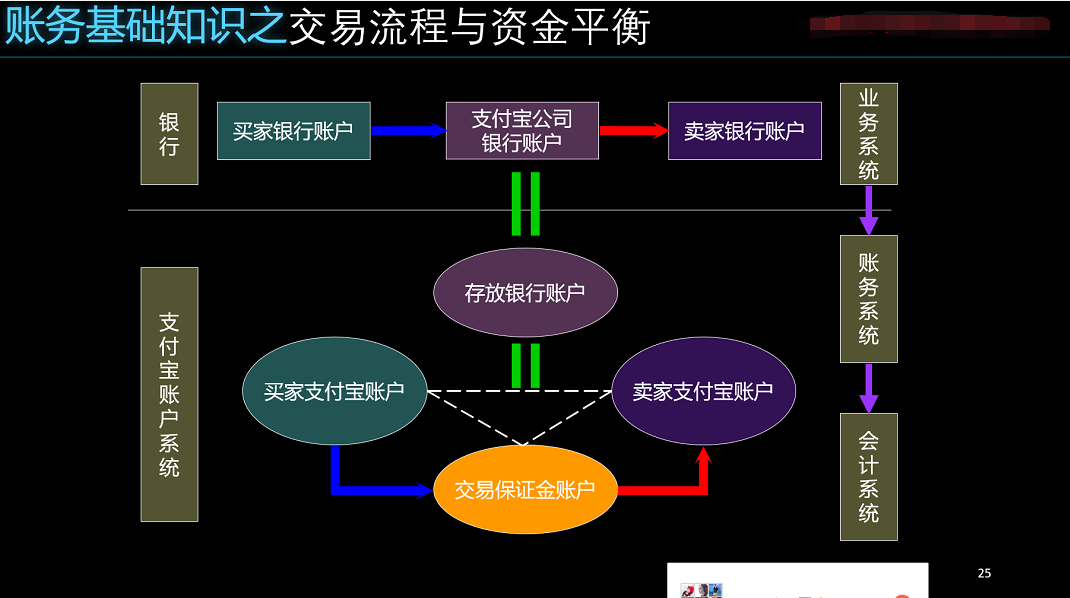 账务基础知识之交易流程与资金平衡
银行
买家银行账户
支付宝公司
银行账户
卖家银行账户
业务系统
存放银行账户
账务系统
支付宝账户系统
买家支付宝账户
卖家支付宝账户
交易保证金账户
会计系统
25